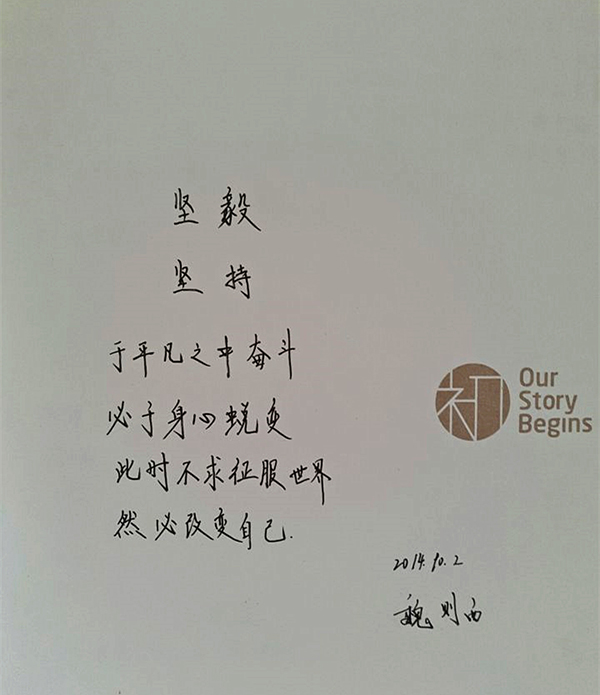 坚毅
坚持
于平凡之中奋斗
必于身心蜕变
此时不求征服世界
然必改变自己.
初
Our
Story
Begins
2014.10.2
魏则西